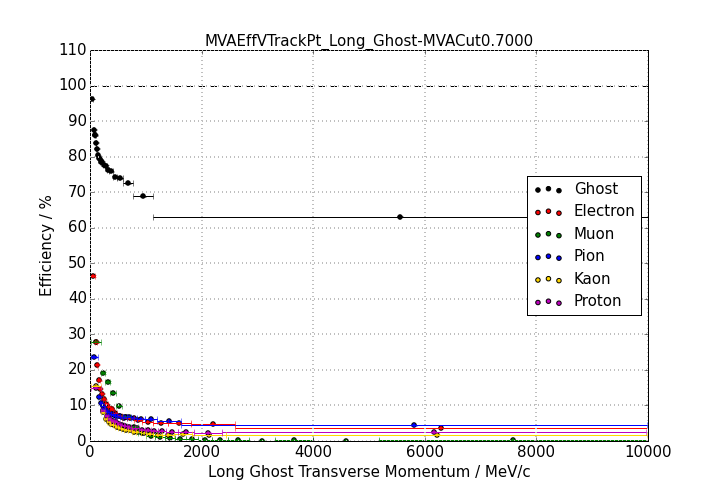 MVAEffVTrackPt_Long_Ghost-MVACut0.7000
110
100
90
80
70
60
50
40
30
20
10
0
Efficiency / %
Ghost
Electron
Muon
Pion
Kaon
Proton
0 2000 4000 6000 8000 10000
Long Ghost Transverse Momentum / MeV/c